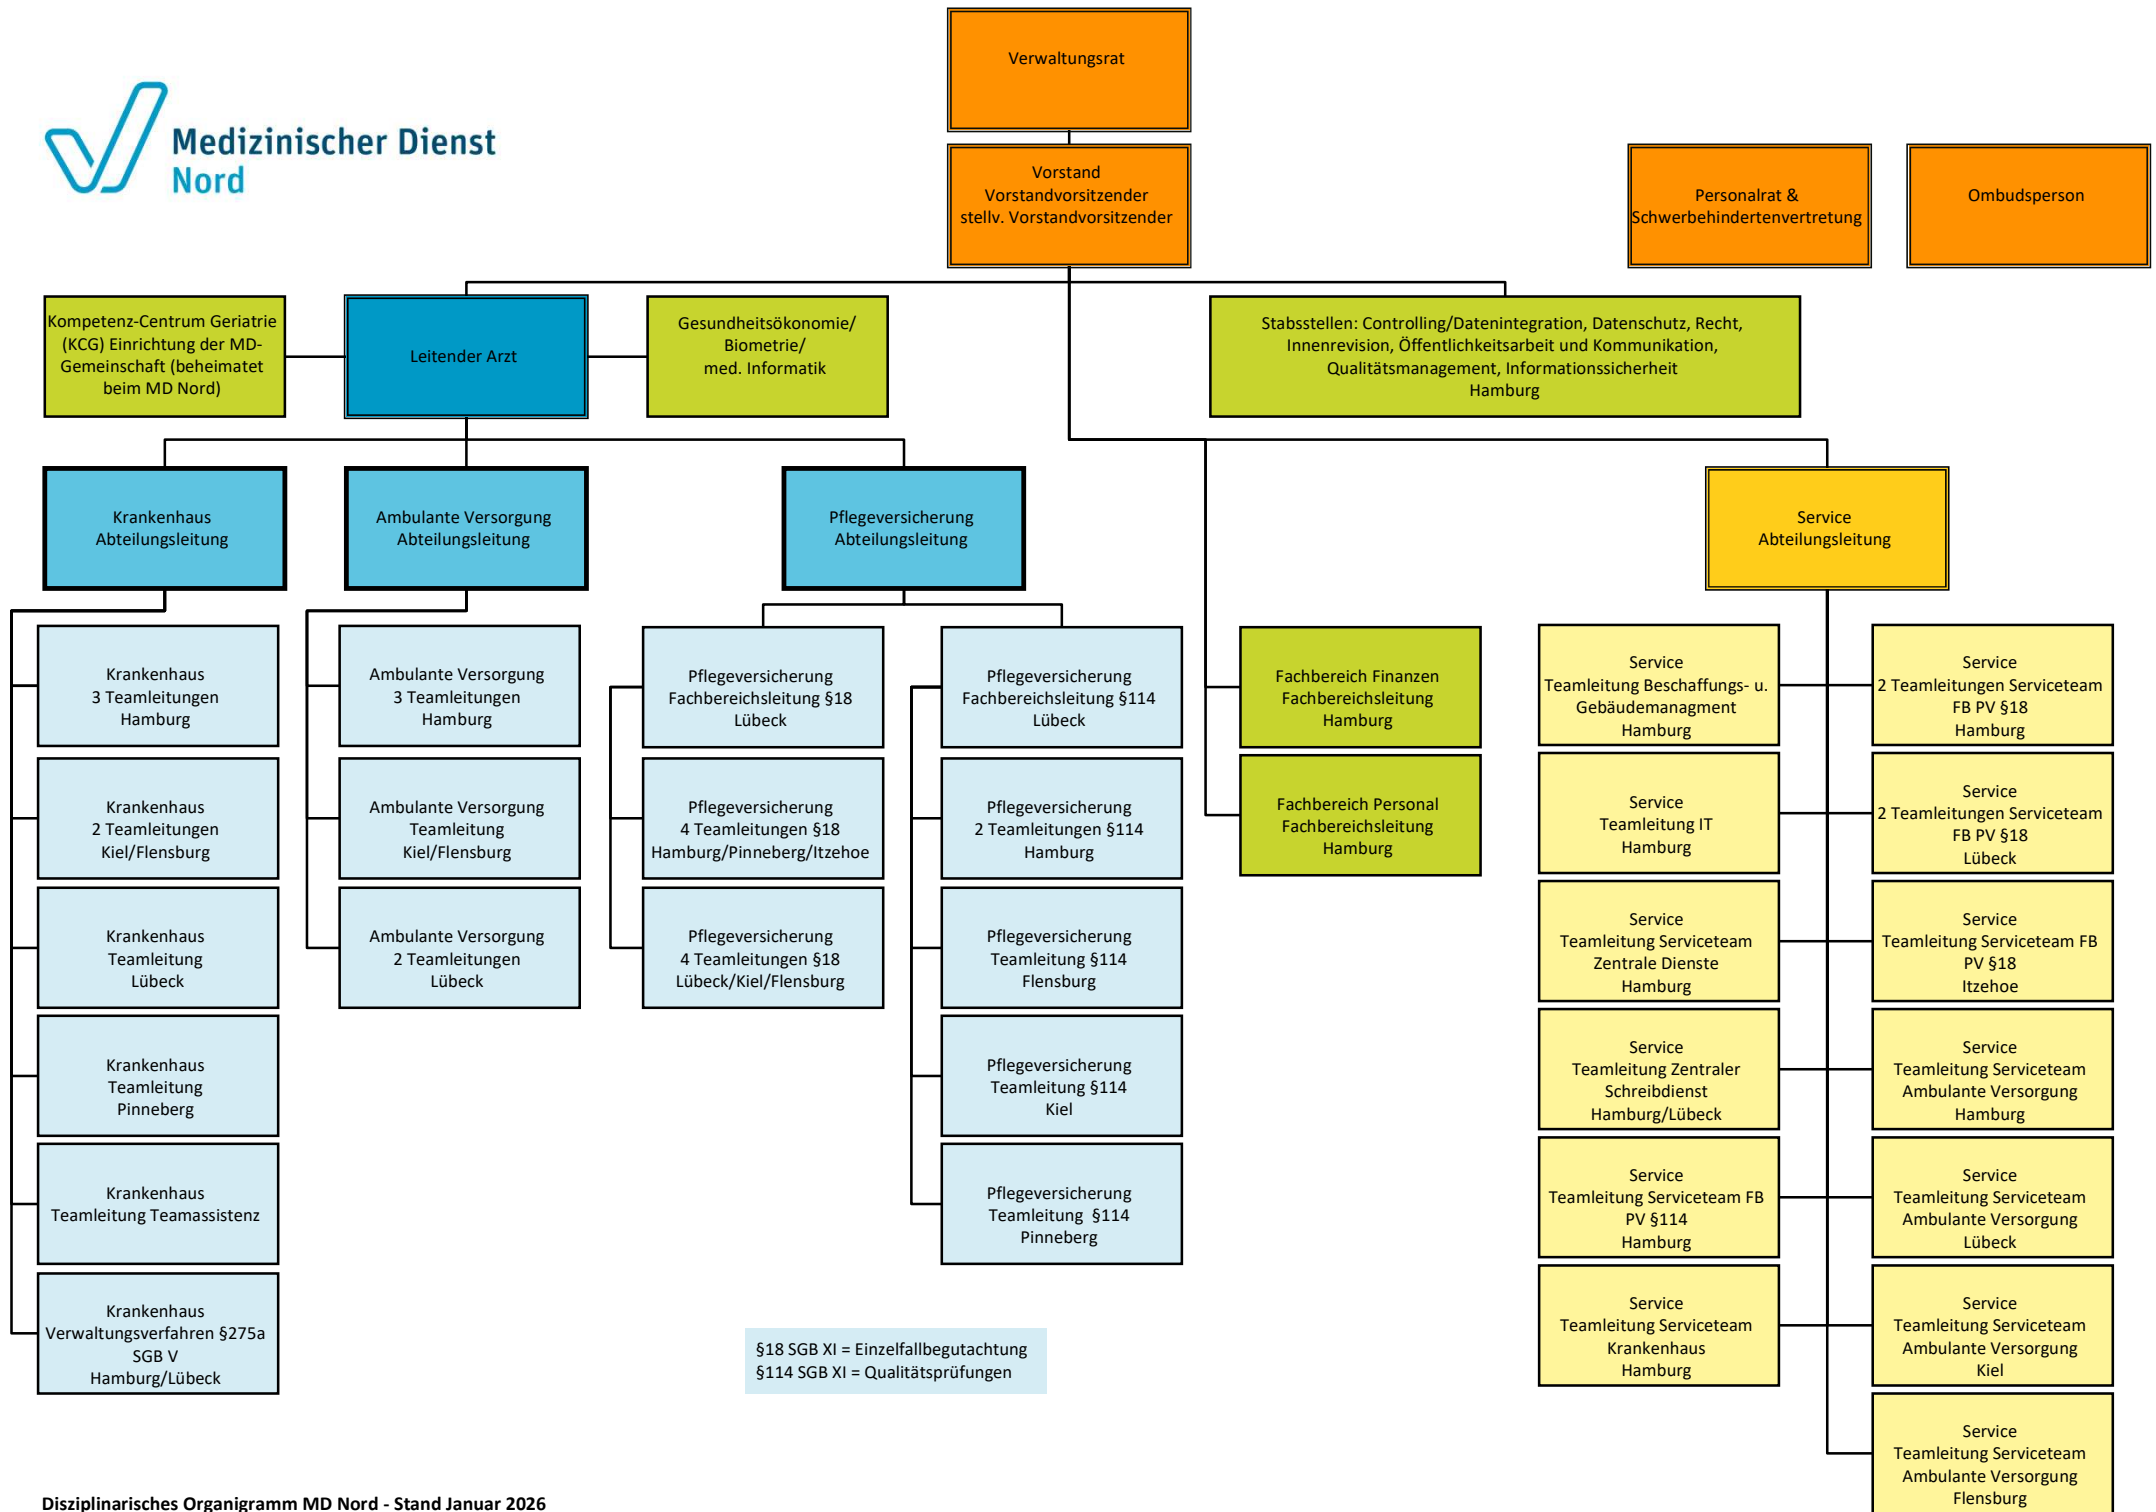 Verwaltungsrat
Medizinischer Dienst
Nord
Vorstand
Vorstandvorsitzender
stellv. Vorstandvorsitzender
Personalrat &
Schwerbehindertenvertretung
Ombudsperson
Kompetenz-Centrum Geriatrie
(KCG) Einrichtung der MD-
Gemeinschaft (beheimatet
beim MD Nord)
Leitender Arzt
Gesundheitsökonomie/
Biometrie/
med. Informatik
Stabsstellen: Controlling/Datenintegration, Datenschutz, Recht,
Innenrevision, Öffentlichkeitsarbeit und Kommunikation,
Qualitätsmanagement, Informationssicherheit
Hamburg
Krankenhaus
Abteilungsleitung
Ambulante Versorgung
Abteilungsleitung
Pflegeversicherung
Abteilungsleitung
Service
Abteilungsleitung
Krankenhaus
3 Teamleitungen
Hamburg
Krankenhaus
2 Teamleitungen
Kiel/Flensburg
Krankenhaus
Teamleitung
Lübeck
Krankenhaus
Teamleitung
Pinneberg
Krankenhaus
Teamleitung Teamassistenz
Krankenhaus
Verwaltungsverfahren §275a
SGB V
Hamburg/Lübeck
Ambulante Versorgung
3 Teamleitungen
Hamburg
Ambulante Versorgung
Teamleitung
Kiel/Flensburg
Ambulante Versorgung
2 Teamleitungen
Lübeck
Pflegeversicherung
Fachbereichsleitung §18
Lübeck
Pflegeversicherung
4 Teamleitungen §18
Hamburg/Pinneberg/Itzehoe
Pflegeversicherung
4 Teamleitungen §18
Lübeck/Kiel/Flensburg
Pflegeversicherung
Fachbereichsleitung §114
Lübeck
Pflegeversicherung
2 Teamleitungen §114
Hamburg
Pflegeversicherung
Teamleitung §114
Flensburg
Pflegeversicherung
Teamleitung §114
Kiel
Pflegeversicherung
Teamleitung  §114
Pinneberg
Fachbereich Finanzen
Fachbereichsleitung
Hamburg
Fachbereich Personal
Fachbereichsleitung
Hamburg
Service
Teamleitung Beschaffungs- u.
Gebäudemanagment
Hamburg
Service
Teamleitung IT
Hamburg
Service
Teamleitung Serviceteam
Zentrale Dienste
Hamburg
Service
Teamleitung Zentraler
Schreibdienst
Hamburg/Lübeck
Service
Teamleitung Serviceteam FB
PV §114
Hamburg
Service
Teamleitung Serviceteam
Krankenhaus
Hamburg
Service
2 Teamleitungen Serviceteam
FB PV §18
Hamburg
Service
2 Teamleitungen Serviceteam
FB PV §18
Lübeck
Service
Teamleitung Serviceteam FB
PV §18
Itzehoe
Service
Teamleitung Serviceteam
Ambulante Versorgung
Hamburg
Service
Teamleitung Serviceteam
Ambulante Versorgung
Lübeck
Service
Teamleitung Serviceteam
Ambulante Versorgung
Kiel
Service
Teamleitung Serviceteam
Ambulante Versorgung
Flensburg
§18 SGB XI = Einzelfallbegutachtung
§114 SGB XI = Qualitätsprüfungen
Disziplinarisches Organigramm MD Nord - Stand Januar 2026